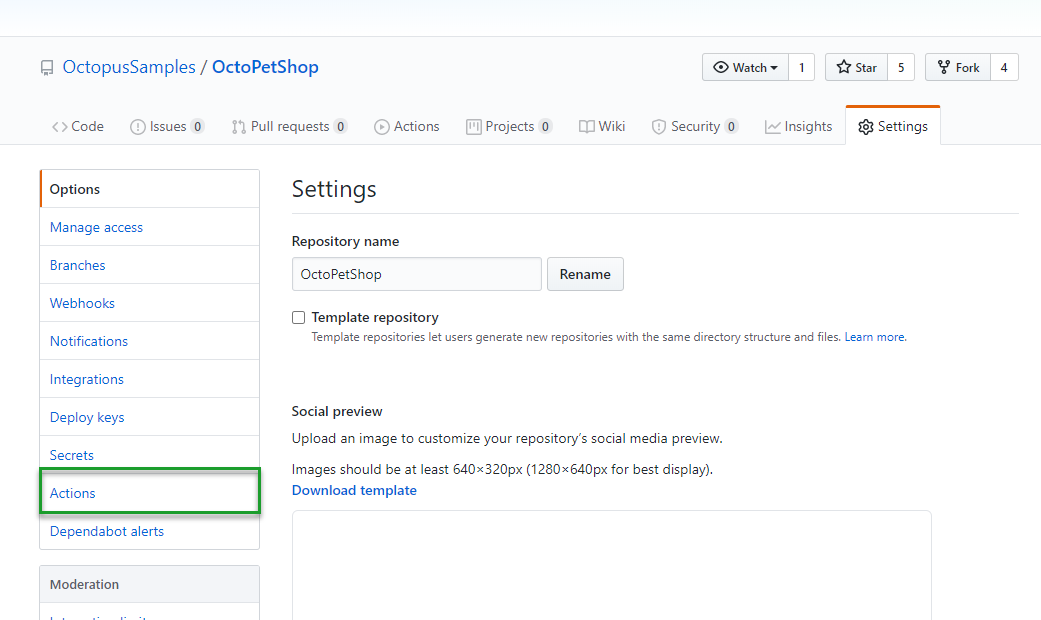 OctopusSamples / OctoPetShop
Watch 1 Star 5 Fork 4
Code Issues 0 Pull requests 0 Actions Projects 0 Wiki Security 0 Insights Settings
Options
Manage access
Branches
Webhooks
Notifications
Integrations
Deploy keys
Secrets
Actions
Dependabot alerts
Moderation
Settings
Repository name
OctoPetShop Rename
Template repository
Template repositories let users generate new repositories with the same directory structure and files. Learn more.
Social preview
Upload an image to customize your repository's social media preview.
Images should be at least 640×320px (1280×640px for best display).
Download template